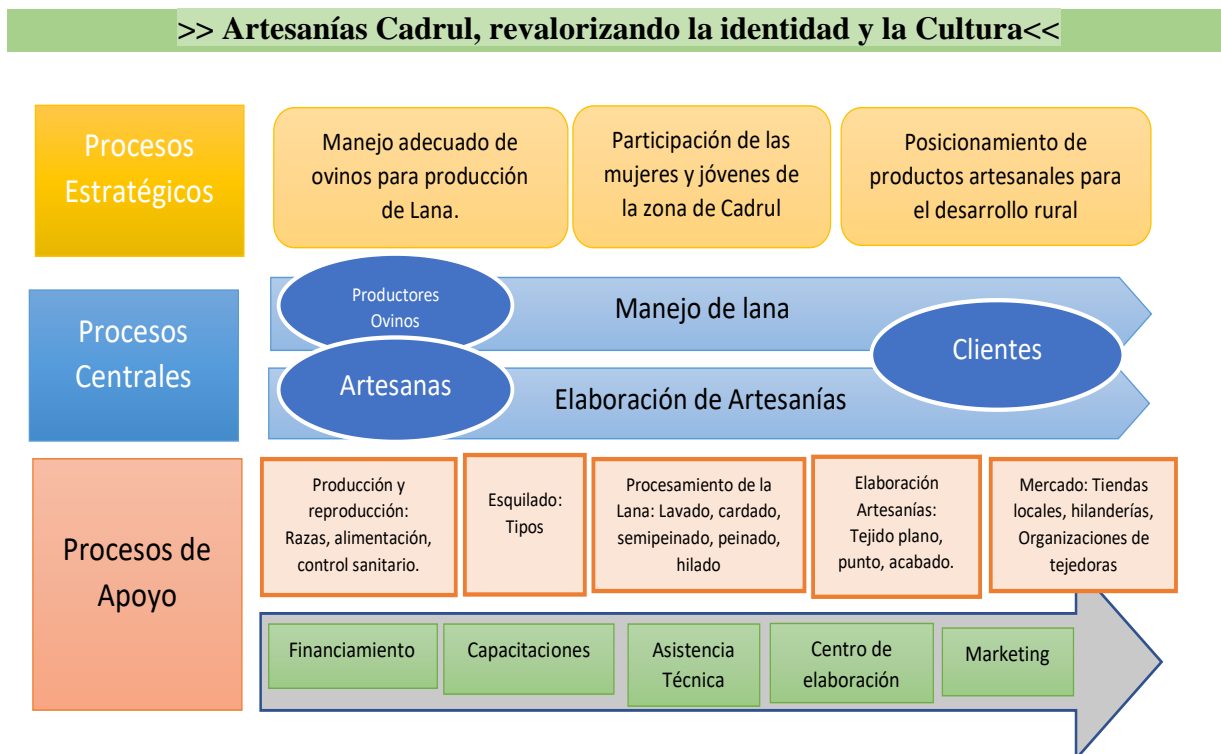 >> Artesanías Cadrul, revalorizando la identidad y la Cultura<<
Procesos
Estratégicos
Manejo adecuado de
ovinos para producción
de Lana.
Participación de las
mujeres y jóvenes de
la zona de Cadrul
Posicionamiento de
productos artesanales para
el desarrollo rural
Procesos
Centrales
Productores
Ovinos
Manejo de lana
Artesanas
Elaboración de Artesanías
Clientes
Procesos de
Apoyo
Producción y
reproducción:
Razas, alimentación,
control sanitario.
Esquilado:
Tipos
Procesamiento de la
Lana: Lavado, cardado,
semipeinado, peinado,
hilado
Elaboración
Artesanías:
Tejido plano,
punto, acabado.
Mercado: Tiendas
locales, hilanderías,
Organizaciones de
tejedoras
Financiamiento
Capacitaciones
Asistencia
Técnica
Centro de
elaboración
Marketing